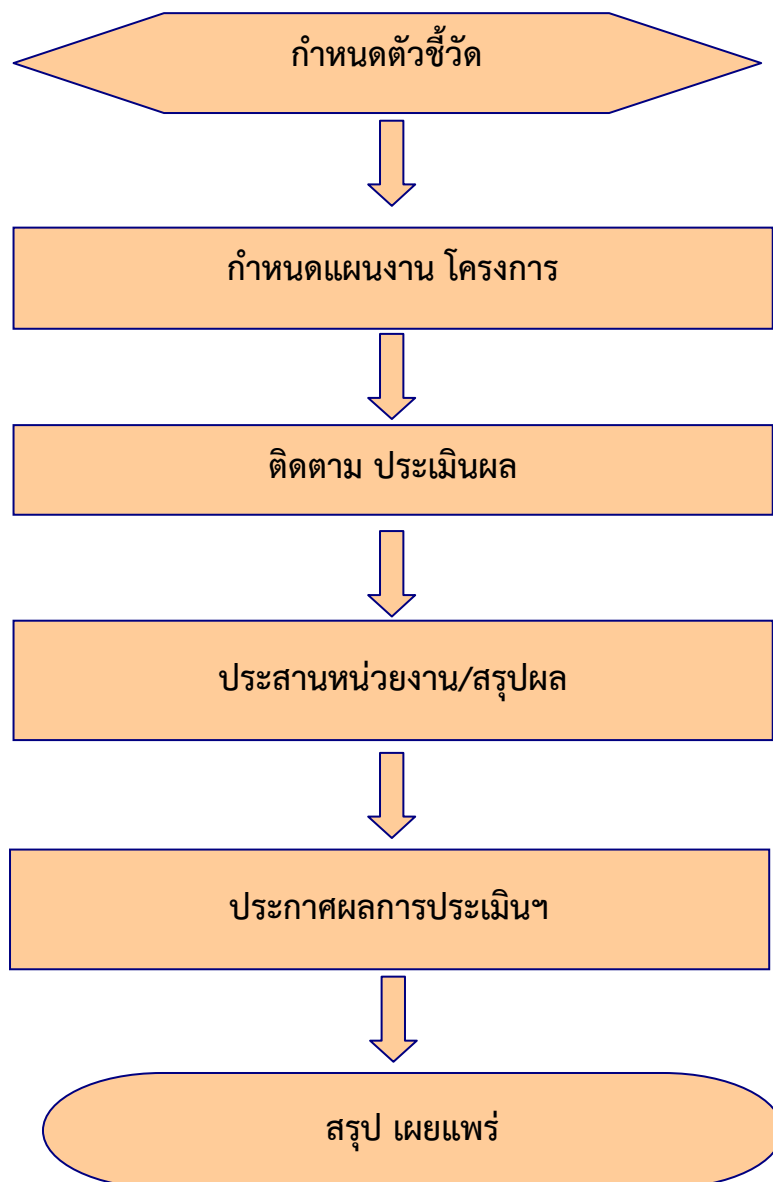 กำหนดตัวชี้วัด
กำหนดแผนงาน โครงการ
ติดตาม ประเมินผล
ประสานหน่วยงาน/สรุปผล
ประกาศผลการประเมินฯ
สรุป เผยแพร่